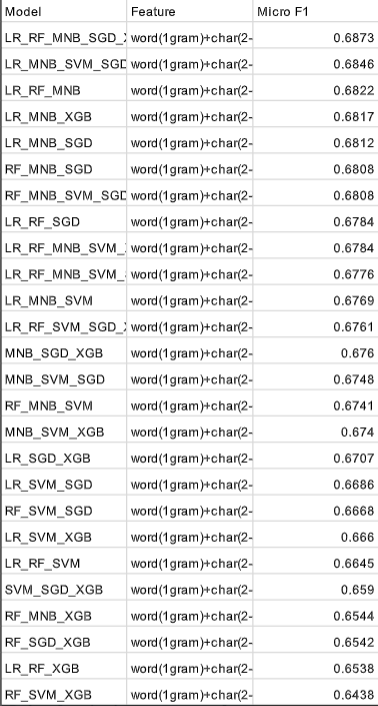 Model Feature Micro F1
LR_RF_MNB_SGD_ word(1gram)+char(2- 0.6873
LR_MNB_SVM_SGD word(1gram)+char(2- 0.6846
LR_RF_MNB word(1gram)+char(2- 0.6822
LR_MNB_XGB word(1gram)+char(2- 0.6817
LR_MNB_SGD word(1gram)+char(2- 0.6812
RF_MNB_SGD word(1gram)+char(2- 0.6808
RF_MNB_SVM_SGD word(1gram)+char(2- 0.6808
LR_RF_SGD word(1gram)+char(2- 0.6784
LR_RF_MNB_SVM_ word(1gram)+char(2- 0.6784
LR_RF_MNB_SVM_ word(1gram)+char(2- 0.6776
LR_MNB_SVM word(1gram)+char(2- 0.6769
LR_RF_SVM_SGD_ word(1gram)+char(2- 0.6761
MNB_SGD_XGB word(1gram)+char(2- 0.676
MNB_SVM_SGD word(1gram)+char(2- 0.6748
RF_MNB_SVM word(1gram)+char(2- 0.6741
MNB_SVM_XGB word(1gram)+char(2- 0.674
LR_SGD_XGB word(1gram)+char(2- 0.6707
LR_SVM_SGD word(1gram)+char(2- 0.6686
RF_SVM_SGD word(1gram)+char(2- 0.6668
LR_SVM_XGB word(1gram)+char(2- 0.666
LR_RF_SVM word(1gram)+char(2- 0.6645
SVM_SGD_XGB word(1gram)+char(2- 0.659
RF_MNB_XGB word(1gram)+char(2- 0.6544
RF_SGD_XGB word(1gram)+char(2- 0.6542
LR_RF_XGB word(1gram)+char(2- 0.6538
RF_SVM_XGB word(1gram)+char(2- 0.6438